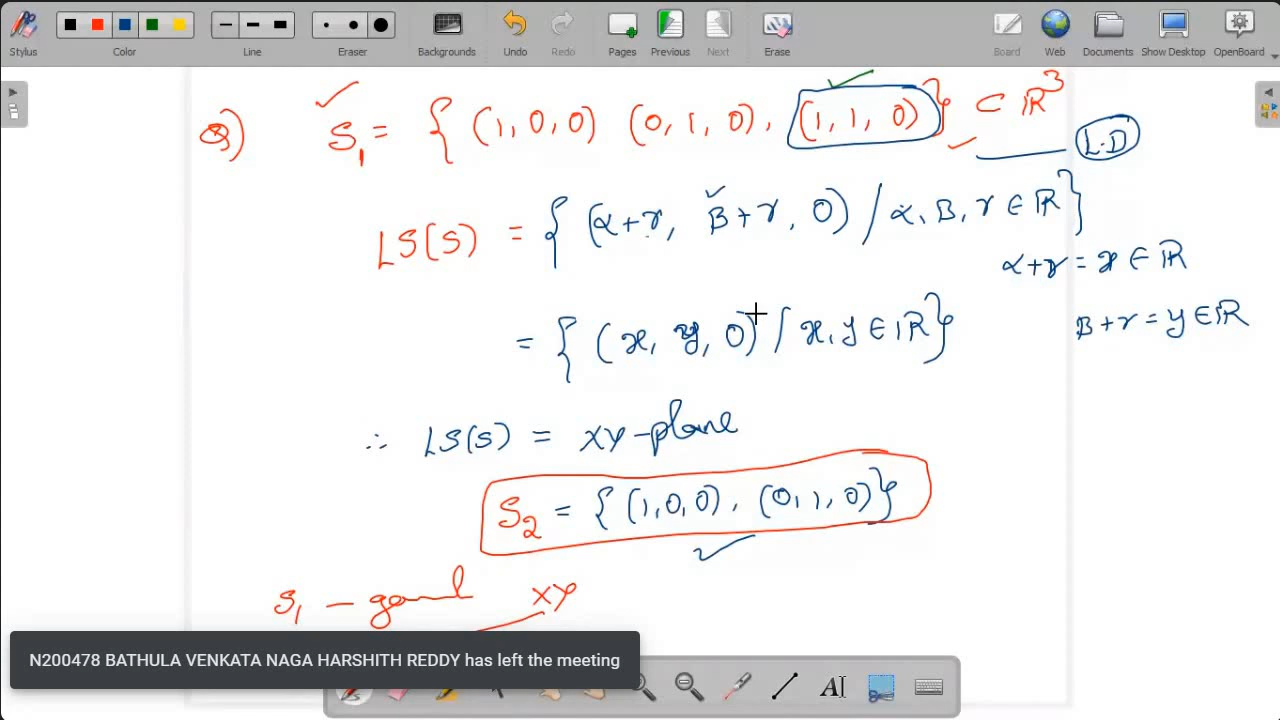 Stylus Color Line Eraser Backgrounds Undo Redo Pages Previous Next Erase Board Web Documents Show Desktop OpenBoard
Q) S₁ = { (1, 0, 0) (0, 1, 0), (1, 1, 0) } ⊂ ℝ³
L.D
LS(S) = { (α+r, β+r, 0) / α, β, r ∈ ℝ }
α+r = x ∈ ℝ
β+r = y ∈ ℝ
= { (x, y, 0) / x, y ∈ ℝ }
∴ LS(S) = XY-plane
S₂ = { (1,0,0), (0,1,0) }
S₁ – XY
N200478 BATHULA VENKATA NAGA HARSHITH REDDY has left the meeting
AI